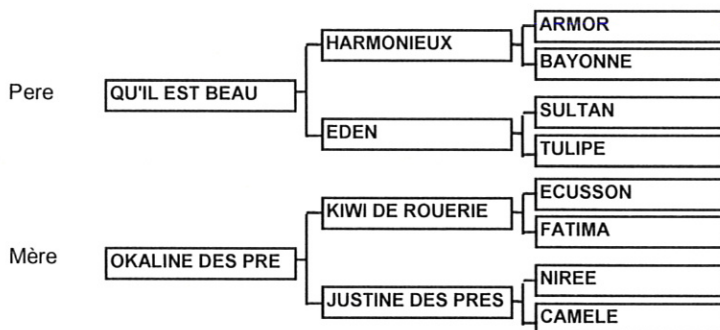 ARMOR
HARMONIEUX
BAYONNE
Pere
QU'IL EST BEAU
SULTAN
EDEN
TULIPE
ECUSSON
KIWI DE ROUERIE
FATIMA
Mère
OKALINE DES PRE
NIREE
JUSTINE DES PRES
CAMELE